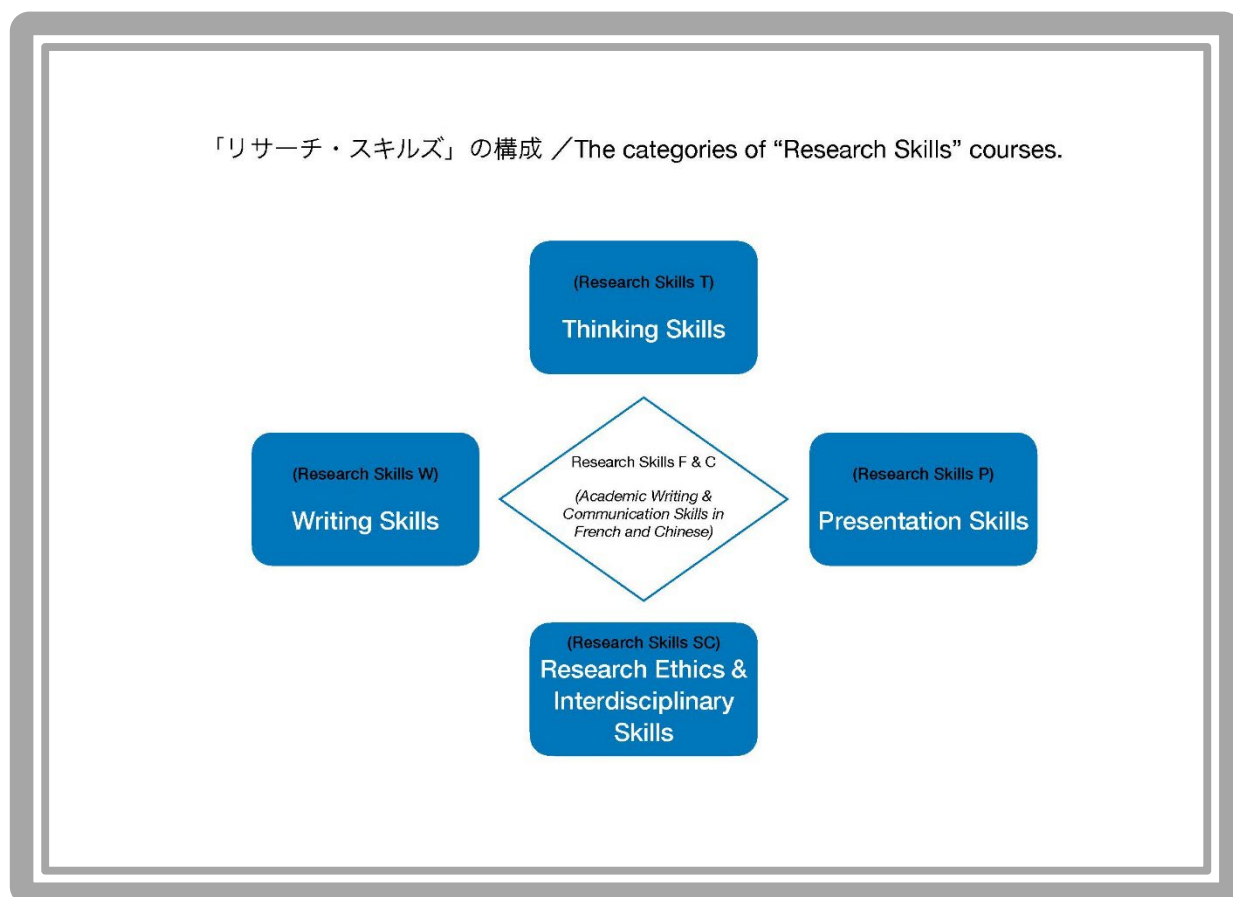 「リサーチ・スキルズ」の構成 ／The categories of “Research Skills” courses.
(Research Skills T)
Thinking Skills
(Research Skills W)
Writing Skills
Research Skills F & C
(Academic Writing &
Communication Skills in
French and Chinese)
(Research Skills P)
Presentation Skills
(Research Skills SC)
Research Ethics &
Interdisciplinary
Skills